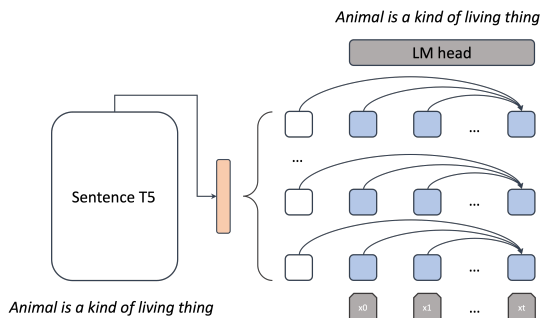 Animal is a kind of living thing
LM head
...
...
Sentence T5
...
...
Animal is a kind of living thing
x0 x1 ... xt